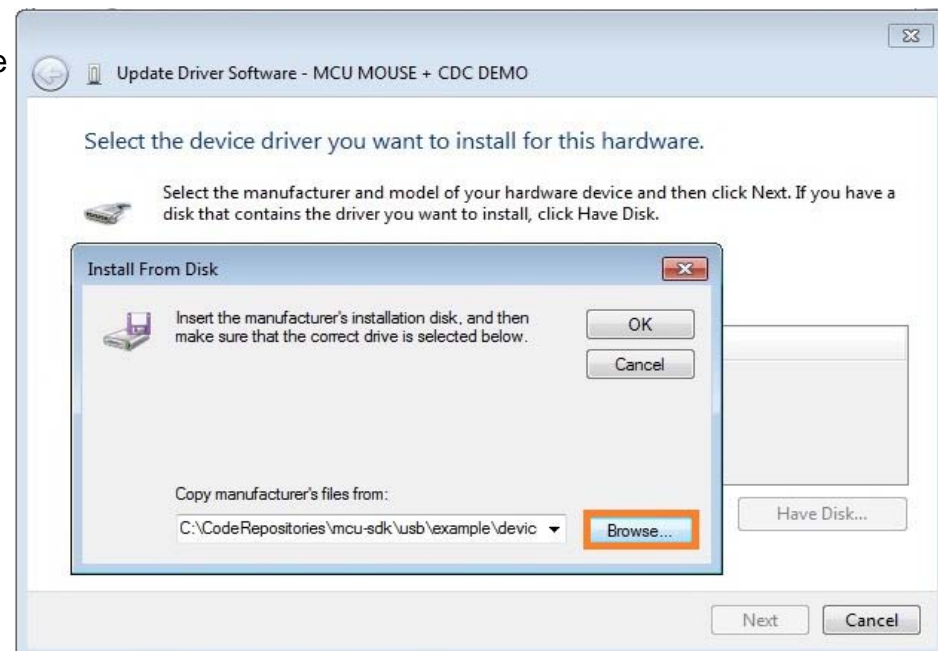 e
Update Driver Software - MCU MOUSE + CDC DEMO
Select the device driver you want to install for this hardware.
Select the manufacturer and model of your hardware device and then click Next. If you have a
disk that contains the driver you want to install, click Have Disk.
Install From Disk
Insert the manufacturer's installation disk, and then
make sure that the correct drive is selected below.
OK
Cancel
Copy manufacturer's files from:
C:\CodeRepositories\mcu-sdk\usb\example\devic
Browse...
Have Disk...
Next
Cancel